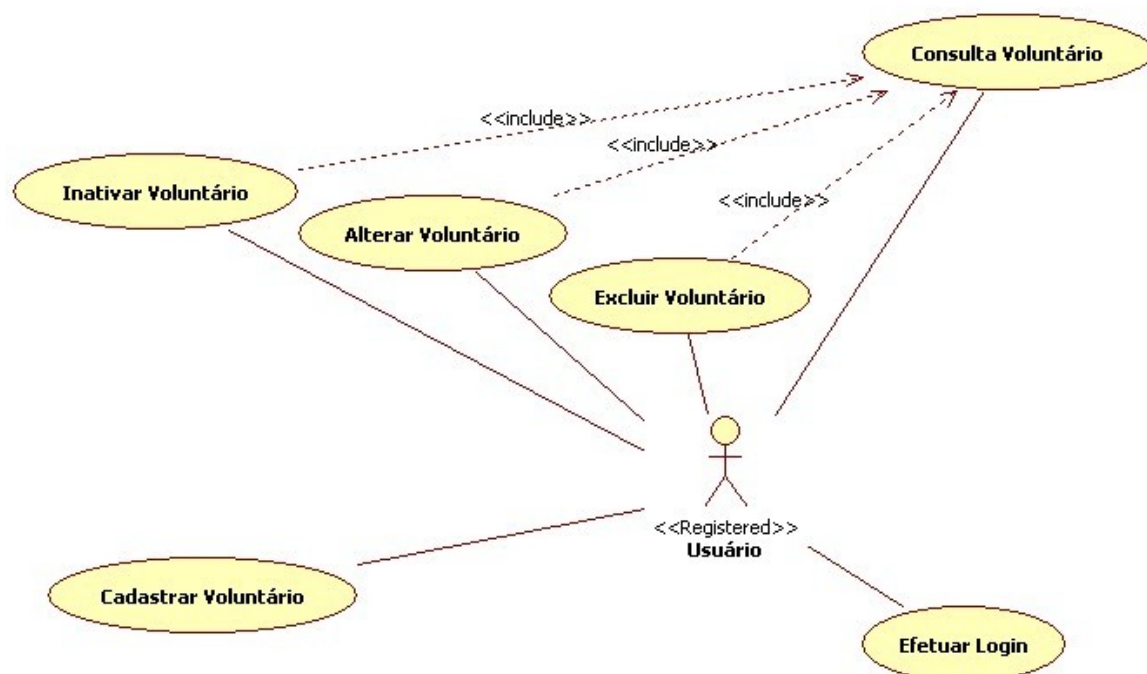 Consulta Voluntário
<<include>>
<<include>>
Inativar Voluntário
<<include>>
Alterar Voluntário
Excluir Voluntário
<<Registered>>
Usuário
Cadastrar Voluntário
Efetuar Login